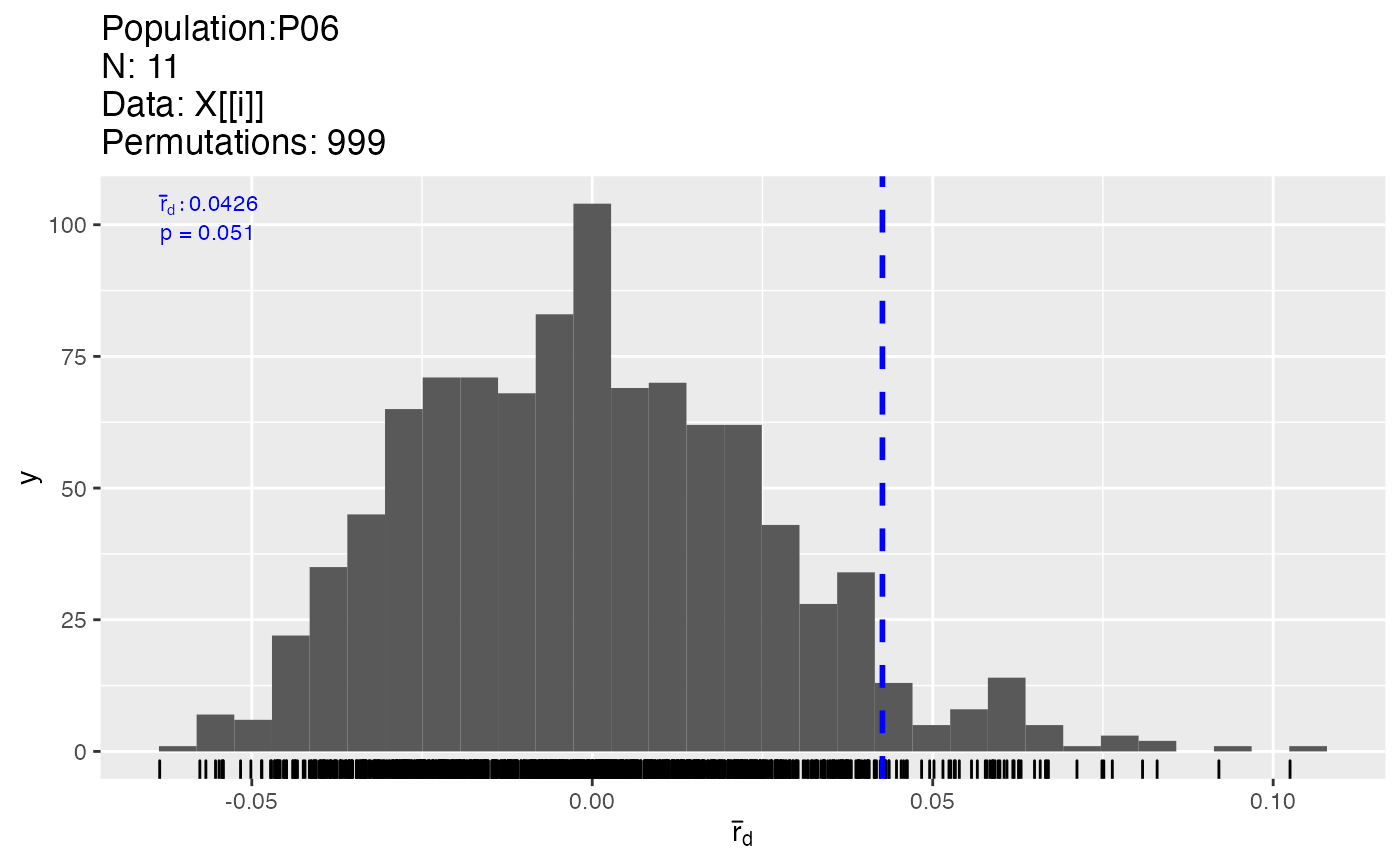 Population:P06
N: 11
Data: X[[i]]
Permutations: 999
r̄d : 0.0426
p = 0.051
100
75
50
25
0
y
-0.05 0.00 0.05 0.10
r̄d